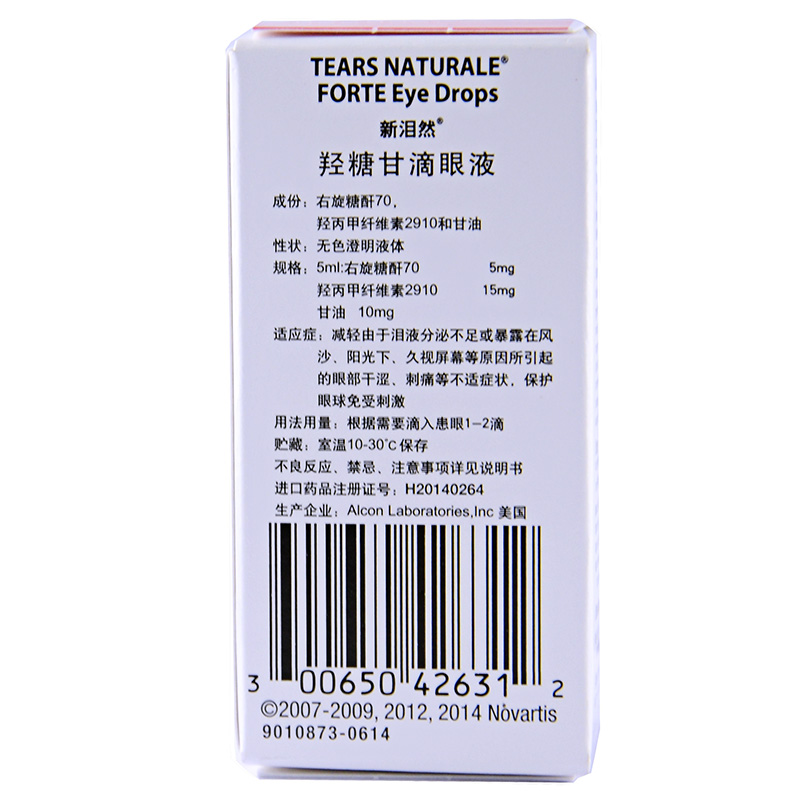 TEARS NATURALE®
FORTE Eye Drops
新泪然®
羟糖甘滴眼液
成份：右旋糖酐70，
羟丙甲纤维素2910和甘油
性状：无色澄明液体
规格：5ml:右旋糖酐70 5mg
羟丙甲纤维素2910 15mg
甘油 10mg
适应症：减轻由于泪液分泌不足或暴露在风
沙、阳光下、久视屏幕等原因所引起
的眼部干涩、刺痛等不适症状，保护
眼球免受刺激
用法用量：根据需要滴入患眼1-2滴
贮藏：室温10-30℃保存
不良反应、禁忌、注意事项详见说明书
进口药品注册证号：H20140264
生产企业：Alcon Laboratories,Inc 美国
3 00650 42631 2
©2007-2009, 2012, 2014 Novartis
9010873-0614